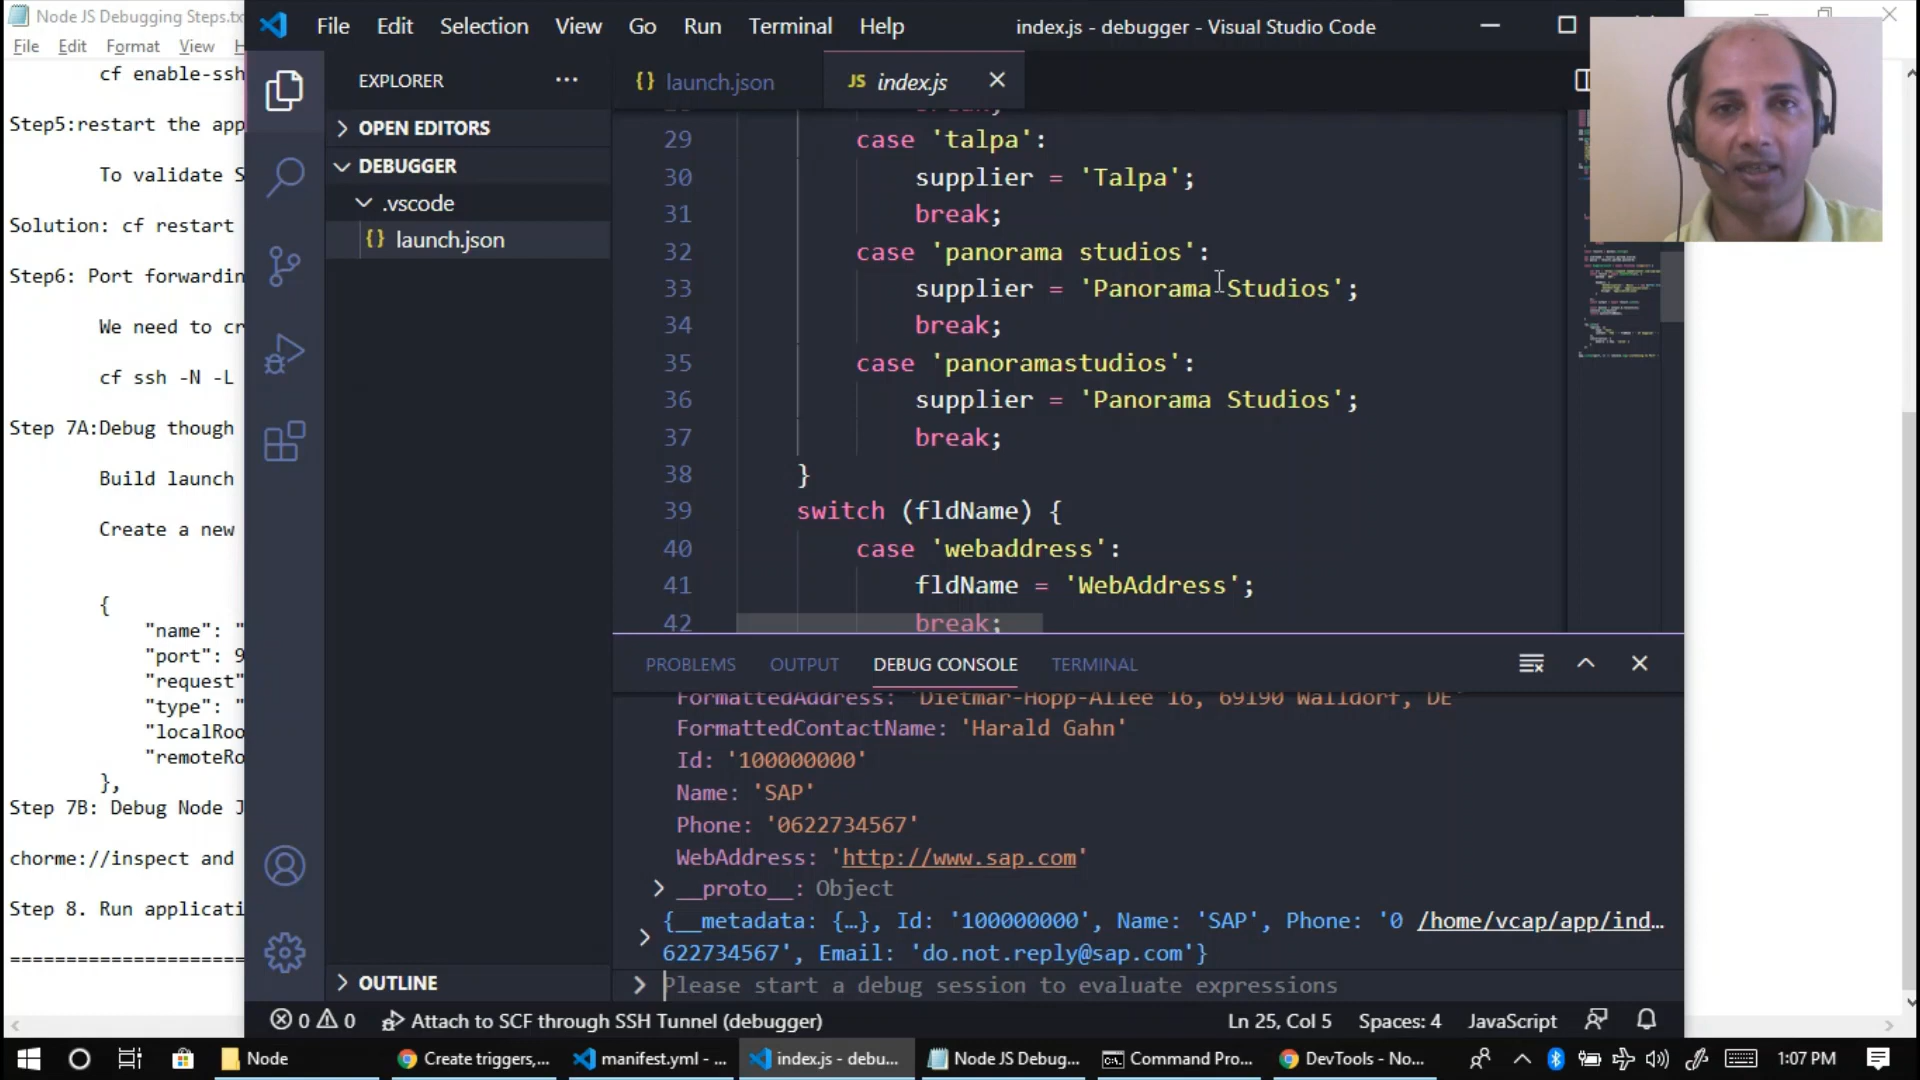 Node JS Debugging Steps.tx
File Edit Format View H
cf enable-ssh
Step5:restart the app
To validate S
Solution: cf restart
Step6: Port forwardin
We need to cr
cf ssh -N -L
Step 7A:Debug though
Build launch
Create a new
{
"name": "
"port": 9
"request"
"type": "
"localRoo
"remoteRo
},
Step 7B: Debug Node J
chorme://inspect and
Step 8. Run applicati
=====================
File Edit Selection View Go Run Terminal Help
index.js - debugger - Visual Studio Code
EXPLORER ···
OPEN EDITORS
DEBUGGER
.vscode
{} launch.json
OUTLINE
{} launch.json
JS index.js
29 case 'talpa':
30 supplier = 'Talpa';
31 break;
32 case 'panorama studios':
33 supplier = 'Panorama Studios';
34 break;
35 case 'panoramastudios':
36 supplier = 'Panorama Studios';
37 break;
38 }
39 switch (fldName) {
40 case 'webaddress':
41 fldName = 'WebAddress';
42 break;
PROBLEMS OUTPUT DEBUG CONSOLE TERMINAL
FormattedAddress: 'Dietmar-Hopp-Allee 16, 69190 Walldorf, DE'
FormattedContactName: 'Harald Gahn'
Id: '100000000'
Name: 'SAP'
Phone: '0622734567'
WebAddress: 'http://www.sap.com'
__proto__: Object
{__metadata: {…}, Id: '100000000', Name: 'SAP', Phone: '0 /home/vcap/app/ind…
622734567', Email: 'do.not.reply@sap.com'}
Please start a debug session to evaluate expressions
0 0 Attach to SCF through SSH Tunnel (debugger)
Ln 25, Col 5 Spaces: 4 JavaScript
Node
Create triggers,...
manifest.yml - ...
index.js - debu...
Node JS Debug...
Command Pro...
DevTools - No...
1:07 PM